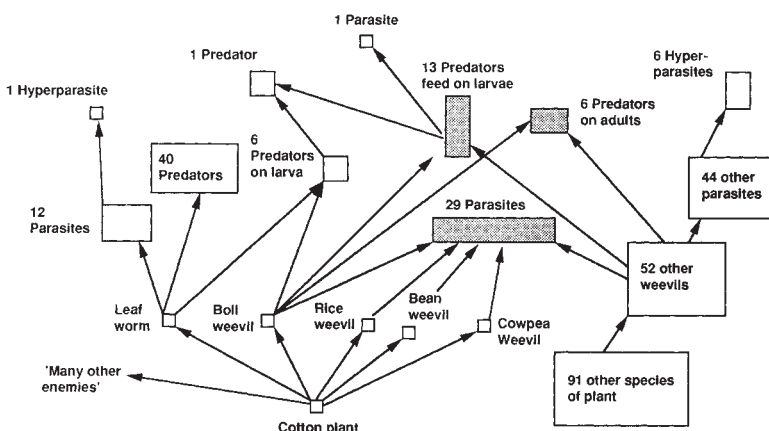 1 Parasite
1 Predator
13 Predators
feed on larvae
6 Hyper-
parasites
1 Hyperparasite
6 Predators
on adults
40
Predators
6
Predators
on larva
44 other
parasites
12
Parasites
29 Parasites
52 other
weevils
Leaf
worm
Boll
weevil
Rice
weevil
Bean
weevil
Cowpea
Weevil
'Many other
enemies'
91 other species
of plant
Cotton plant